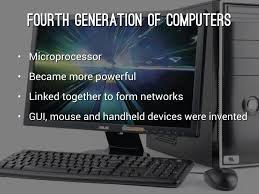 FOURTH GENERATION OF COMPUTERS
• Microprocessor
• Became more powerful
• Linked together to form networks
• GUI, mouse and handheld devices were invented
ASUS